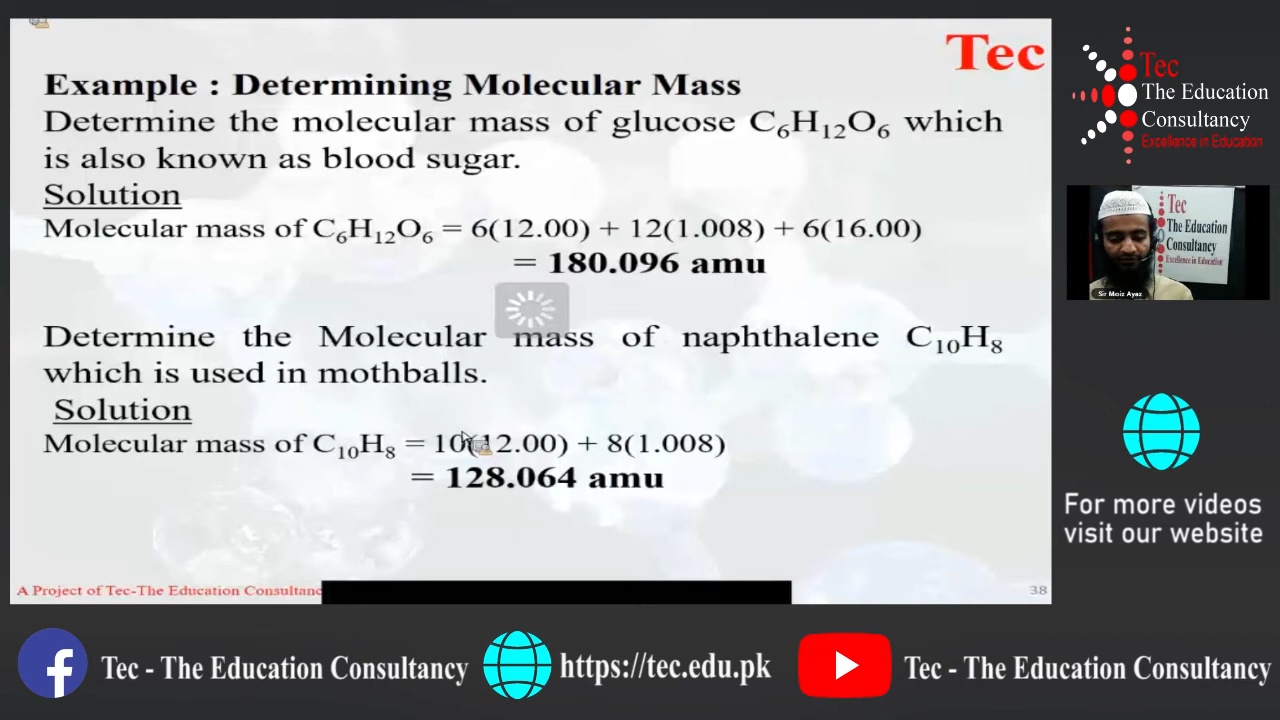 Tec
Example : Determining Molecular Mass
Determine the molecular mass of glucose C₆H₁₂O₆ which
is also known as blood sugar.
Solution
Molecular mass of C₆H₁₂O₆ = 6(12.00) + 12(1.008) + 6(16.00)
= 180.096 amu
Determine the Molecular mass of naphthalene C₁₀H₈
which is used in mothballs.
Solution
Molecular mass of C₁₀H₈ = 10(12.00) + 8(1.008)
= 128.064 amu
A Project of Tec-The Education Consultanc
38
Tec
The Education
Consultancy
Excellence in Education
Tec
The Education
Consultancy
Excellence in Education
Sir Moiz Ayaz
For more videos
visit our website
Tec - The Education Consultancy
https://tec.edu.pk
Tec - The Education Consultancy